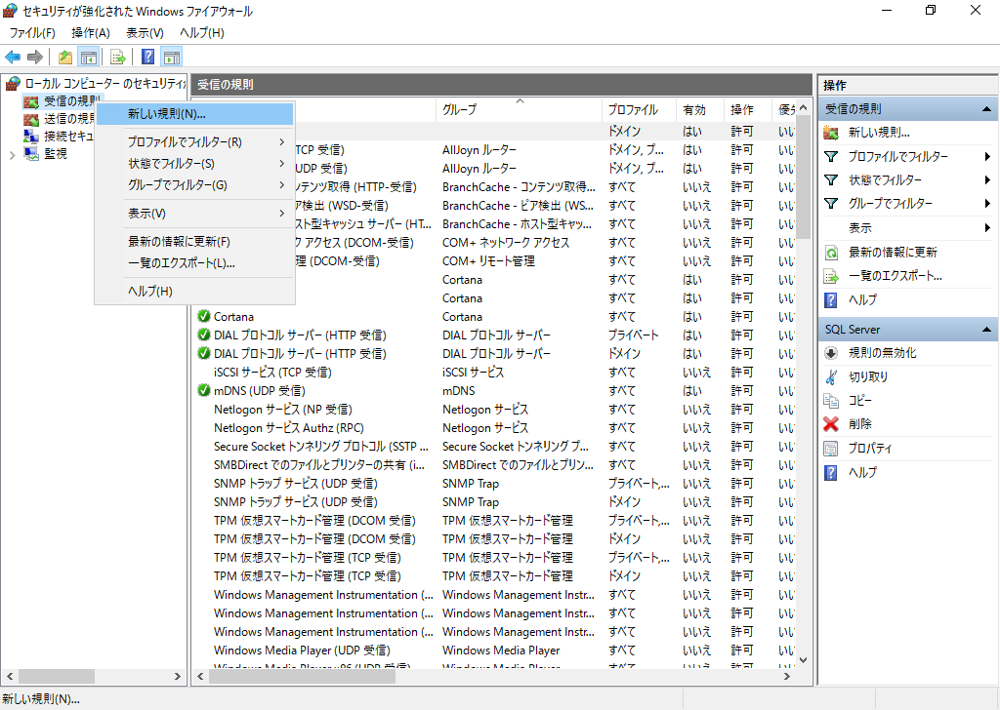 セキュリティが強化された Windows ファイアウォール
ファイル(F) 操作(A) 表示(V) ヘルプ(H)
ローカル コンピューター のセキュリティ
受信の規則
送信の規
接続セキュ
監視
新しい規則(N)...
プロファイルでフィルター(R)
状態でフィルター(S)
グループでフィルター(G)
表示(V)
最新の情報に更新(F)
一覧のエクスポート(L)...
ヘルプ(H)
受信の規則
グループ プロファイル 有効 操作 優
ドメイン はい 許可 いい
TCP 受信) AllJoyn ルーター ドメイン, プ... はい 許可 いい
UDP 受信) AllJoyn ルーター ドメイン, プ... はい 許可 いい
ンテンツ取得 (HTTP-受信) BranchCache - コンテンツ取得... すべて いいえ 許可 いい
ア検出 (WSD-受信) BranchCache - ピア検出 (WS... すべて いいえ 許可 いい
スト型キャッシュ サーバー (HT... BranchCache - ホスト型キャッ... すべて いいえ 許可 いい
ク アクセス (DCOM-受信) COM+ ネットワーク アクセス すべて いいえ 許可 いい
理 (DCOM-受信) COM+ リモート管理 すべて いいえ 許可 いい
Cortana すべて はい 許可 いい
Cortana すべて はい 許可 いい
Cortana Cortana すべて はい 許可 いい
DIAL プロトコル サーバー (HTTP 受信) DIAL プロトコル サーバー プライベート はい 許可 いい
DIAL プロトコル サーバー (HTTP 受信) DIAL プロトコル サーバー ドメイン はい 許可 いい
iSCSI サービス (TCP 受信) iSCSI サービス すべて いいえ 許可 いい
mDNS (UDP 受信) mDNS すべて はい 許可 いい
Netlogon サービス (NP 受信) Netlogon サービス すべて いいえ 許可 いい
Netlogon サービス Authz (RPC) Netlogon サービス すべて いいえ 許可 いい
Secure Socket トンネリング プロトコル (SSTP ... Secure Socket トンネリング プ... すべて いいえ 許可 いい
SMBDirect でのファイルとプリンターの共有 (i... SMBDirect でのファイルとプリン... すべて いいえ 許可 いい
SNMP トラップ サービス (UDP 受信) SNMP Trap プライベート,... いいえ 許可 いい
SNMP トラップ サービス (UDP 受信) SNMP Trap ドメイン いいえ 許可 いい
TPM 仮想スマートカード管理 (DCOM 受信) TPM 仮想スマートカード管理 プライベート,... いいえ 許可 いい
TPM 仮想スマートカード管理 (DCOM 受信) TPM 仮想スマートカード管理 ドメイン いいえ 許可 いい
TPM 仮想スマートカード管理 (TCP 受信) TPM 仮想スマートカード管理 プライベート,... いいえ 許可 いい
TPM 仮想スマートカード管理 (TCP 受信) TPM 仮想スマートカード管理 ドメイン いいえ 許可 いい
Windows Management Instrumentation (... Windows Management Instr... すべて いいえ 許可 いい
Windows Management Instrumentation (... Windows Management Instr... すべて いいえ 許可 いい
Windows Management Instrumentation (... Windows Management Instr... すべて いいえ 許可 いい
Windows Media Player (UDP 受信) Windows Media Player すべて いいえ 許可 いい
Windows Media Player x86 (UDP 受信) Windows Media Player すべて いいえ 許可 いい
操作
受信の規則
新しい規則...
プロファイルでフィルター
状態でフィルター
グループでフィルター
表示
最新の情報に更新
一覧のエクスポート...
ヘルプ
SQL Server
規則の無効化
切り取り
コピー
削除
プロパティ
ヘルプ
新しい規則(N)...